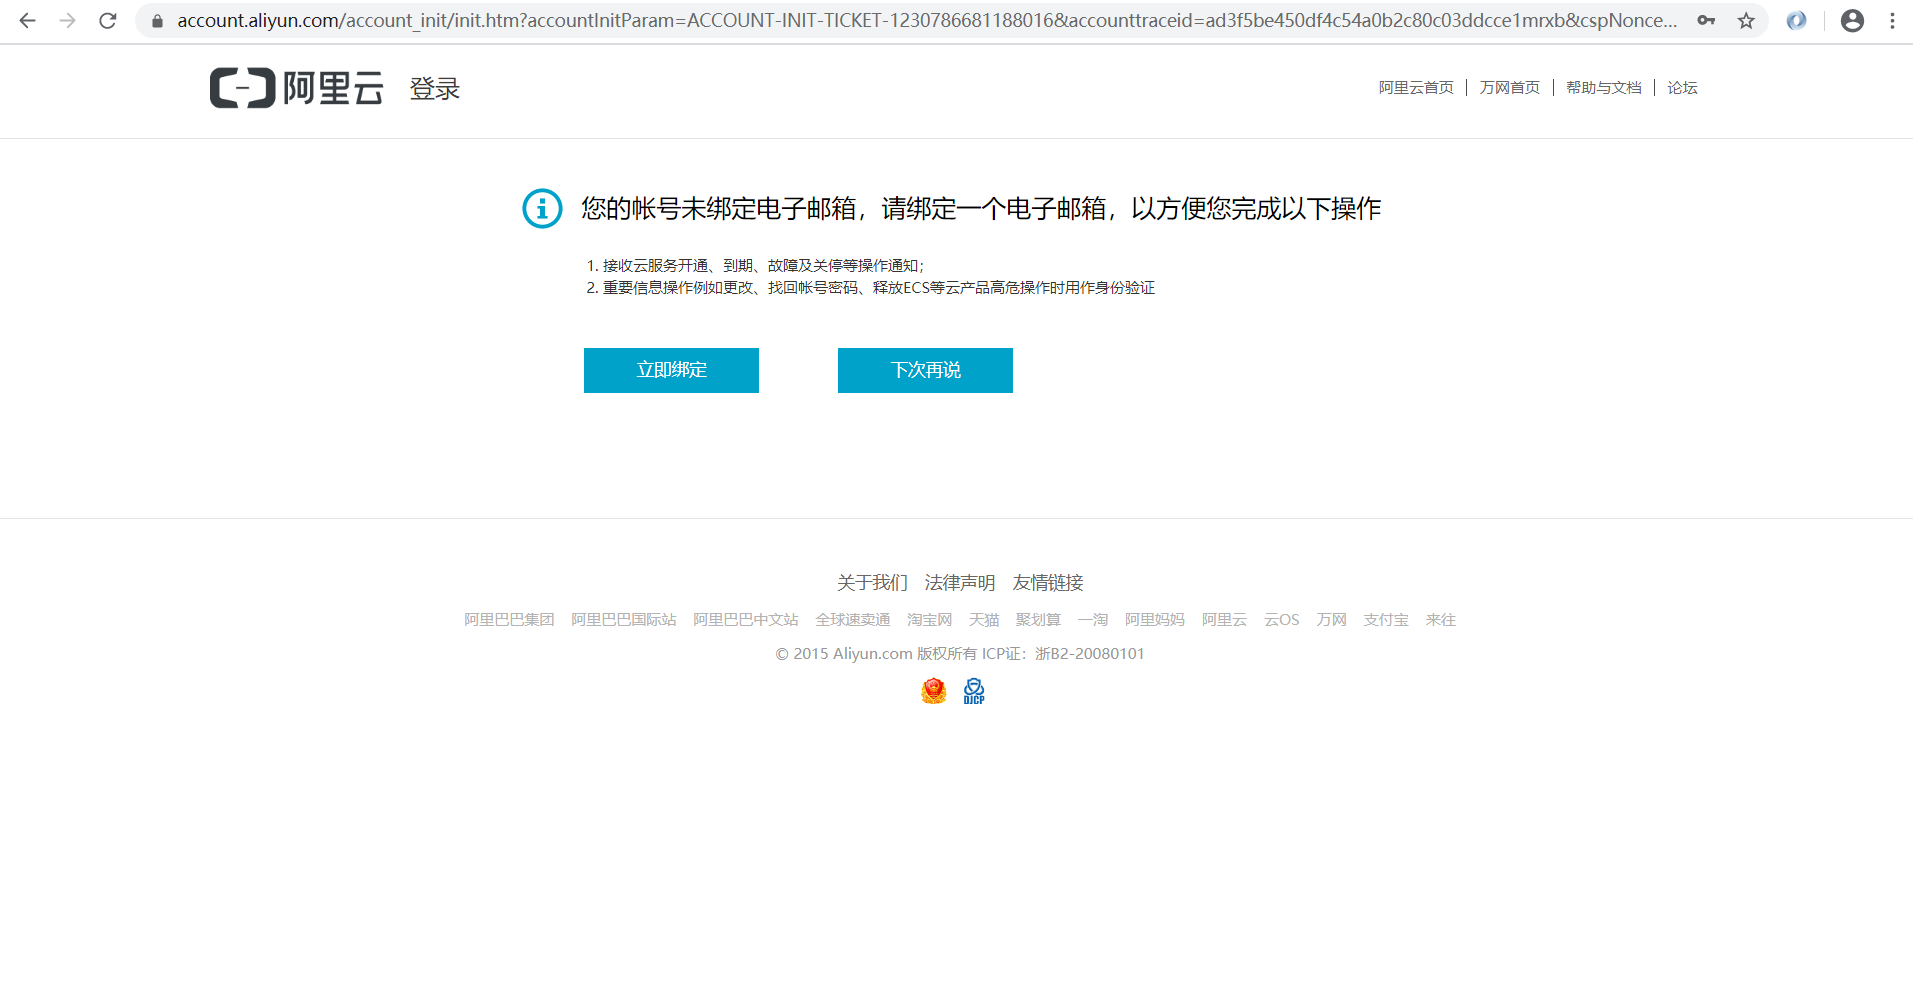 account.aliyun.com/account_init/init.htm?accountInitParam=ACCOUNT-INIT-TICKET-1230786681188016&accounttraceid=ad3f5be450df4c54a0b2c80c03ddcce1mrxb&cspNonce...
阿里云 登录
阿里云首页 | 万网首页 | 帮助与文档 | 论坛
您的帐号未绑定电子邮箱，请绑定一个电子邮箱，以方便您完成以下操作
1. 接收云服务开通、到期、故障及关停等操作通知；
2. 重要信息操作例如更改、找回帐号密码、释放ECS等云产品高危操作时用作身份验证
立即绑定 下次再说
关于我们 法律声明 友情链接
阿里巴巴集团 阿里巴巴国际站 阿里巴巴中文站 全球速卖通 淘宝网 天猫 聚划算 一淘 阿里妈妈 阿里云 云OS 万网 支付宝 来往
© 2015 Aliyun.com 版权所有 ICP证：浙B2-20080101
DJCP